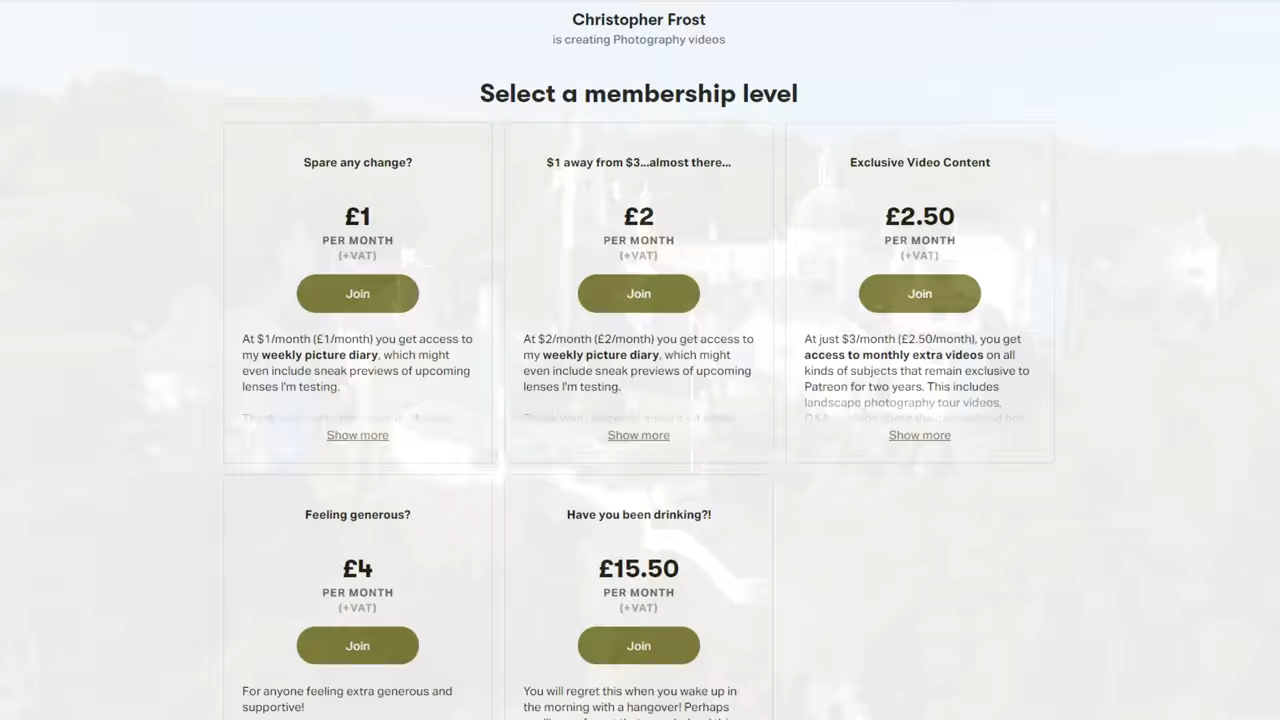 Christopher Frost
is creating Photography videos
Select a membership level
Spare any change?
£1
PER MONTH
(+VAT)
Join
At $1/month (£1/month) you get access to
my weekly picture diary, which might
even include sneak previews of upcoming
lenses I'm testing.
Show more
$1 away from $3...almost there...
£2
PER MONTH
(+VAT)
Join
At $2/month (£2/month) you get access to
my weekly picture diary, which might
even include sneak previews of upcoming
lenses I'm testing.
Show more
Exclusive Video Content
£2.50
PER MONTH
(+VAT)
Join
At just $3/month (£2.50/month), you get
access to monthly extra videos on all
kinds of subjects that remain exclusive to
Patreon for two years. This includes
landscape photography tour videos,
Show more
Feeling generous?
£4
PER MONTH
(+VAT)
Join
For anyone feeling extra generous and
supportive!
Have you been drinking?!
£15.50
PER MONTH
(+VAT)
Join
You will regret this when you wake up in
the morning with a hangover! Perhaps